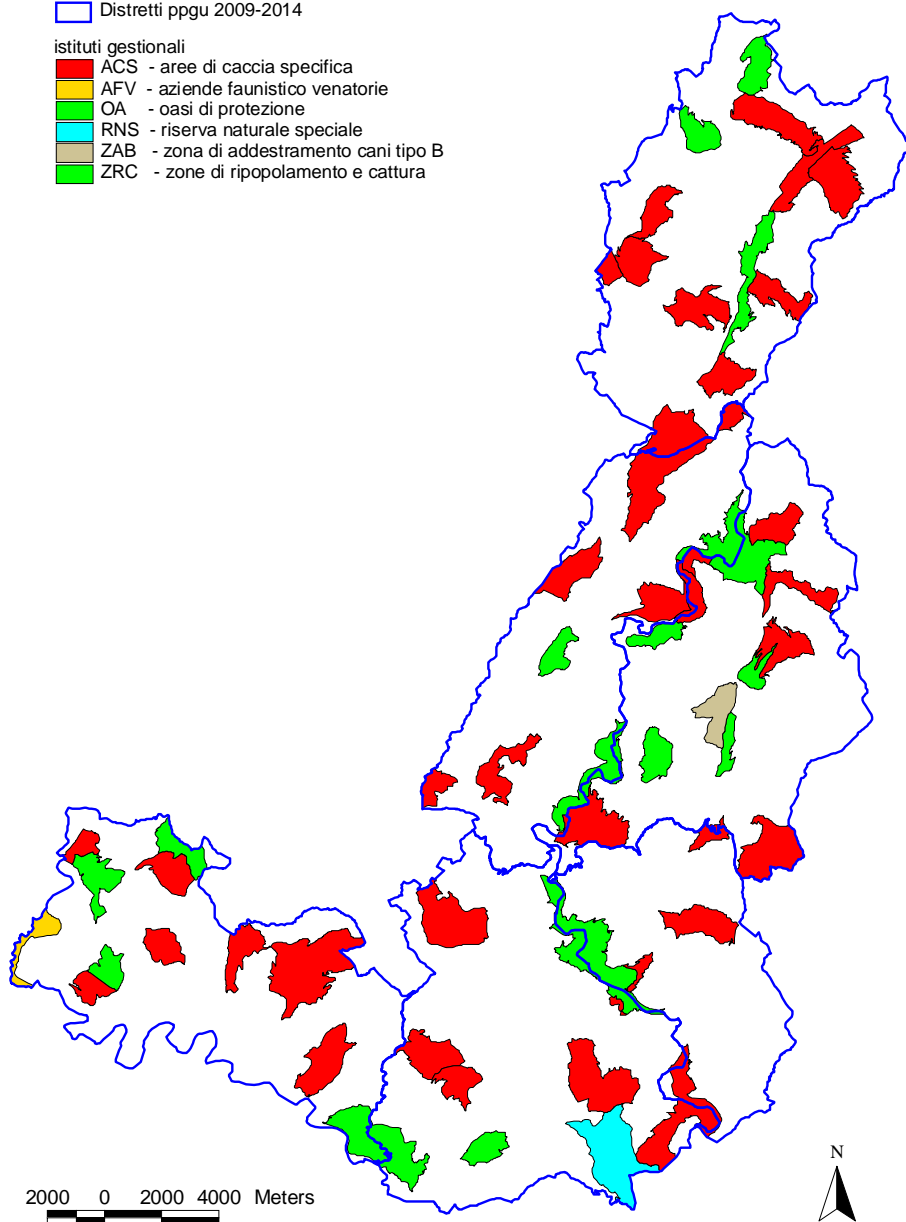 Distretti ppgu 2009-2014
istituti gestionali
ACS - aree di caccia specifica
AFV - aziende faunistico venatorie
OA - oasi di protezione
RNS - riserva naturale speciale
ZAB - zona di addestramento cani tipo B
ZRC - zone di ripopolamento e cattura
N
2000 0 2000 4000 Meters